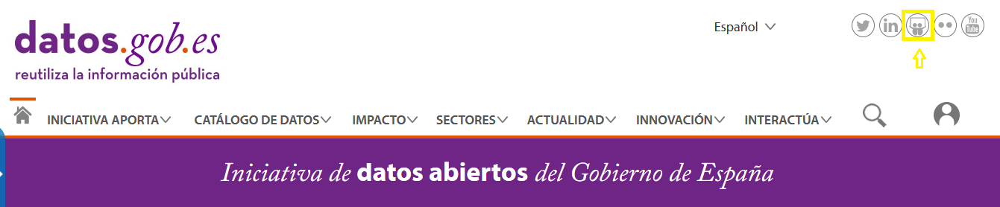 datos.gob.es
reutiliza la información pública
Español
in
You
Tube
INICIATIVA APORTA
CATÁLOGO DE DATOS
IMPACTO
SECTORES
ACTUALIDAD
INNOVACIÓN
INTERACTÚA
Iniciativa de datos abiertos del Gobierno de España